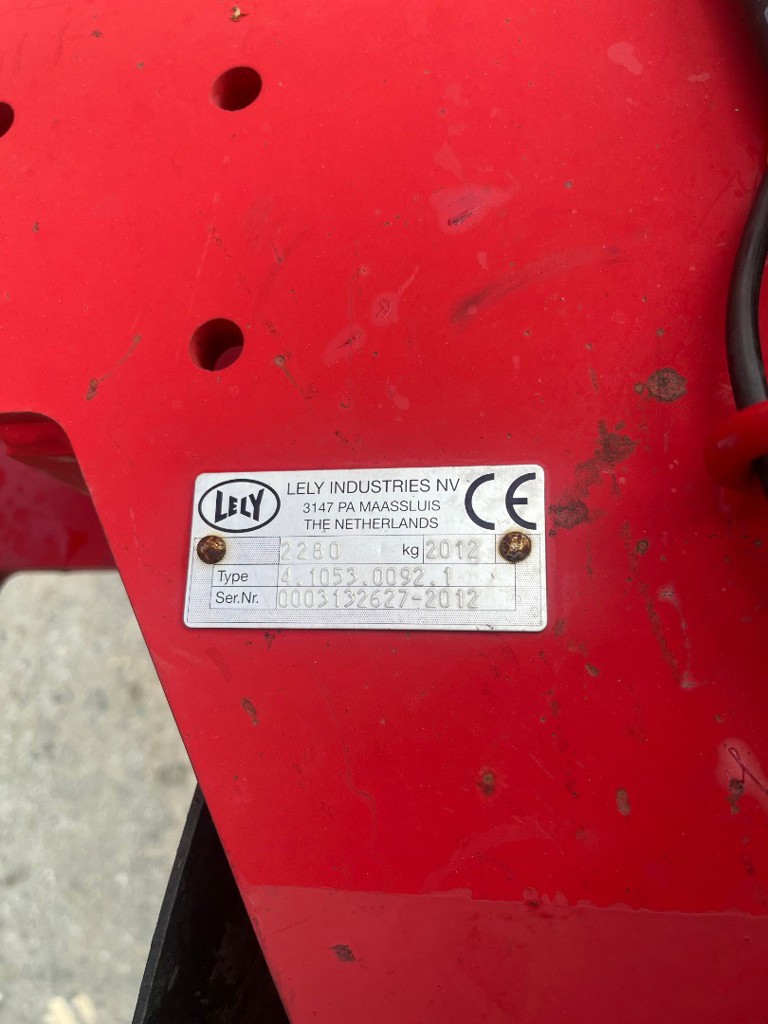 LELY
LELY INDUSTRIES NV
3147 PA MAASSLUIS
THE NETHERLANDS
CE
2280 kg 2012
Type 4.1053.0092.1
Ser.Nr. 0003132627-2012